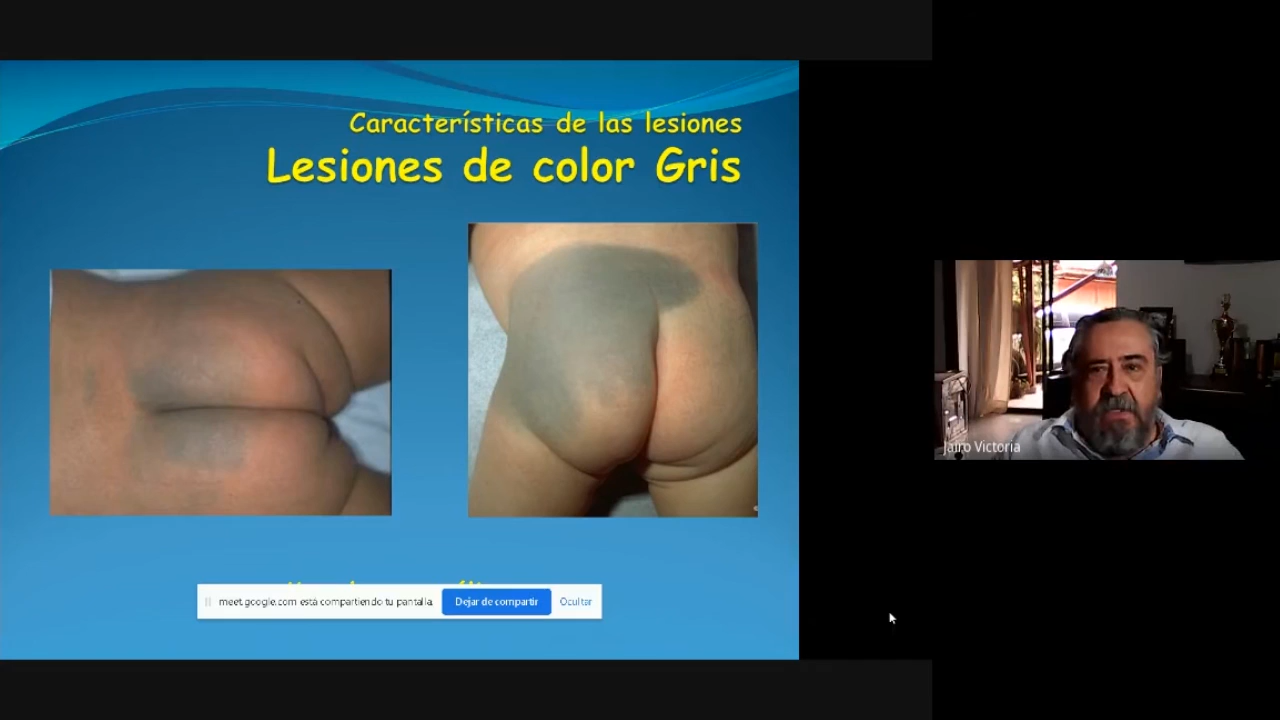 Características de las lesiones
Lesiones de color Gris
meet.google.com está compartiendo tu pantalla. Dejar de compartir Ocultar
Jairo Victoria